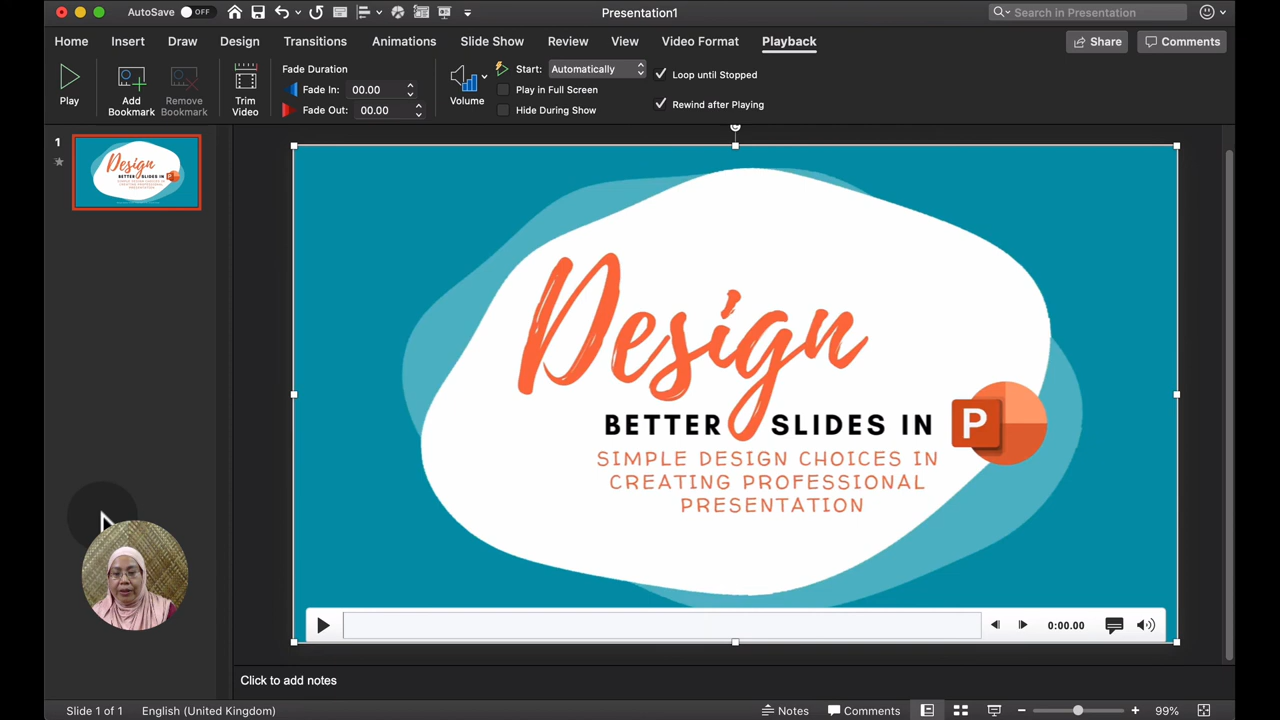 AutoSave OFF Presentation1 Search in Presentation
Home Insert Draw Design Transitions Animations Slide Show Review View Video Format Playback Share Comments
Play
Add Bookmark
Remove Bookmark
Trim Video
Fade Duration
Fade In: 00.00
Fade Out: 00.00
Volume
Start: Automatically
Play in Full Screen
Hide During Show
Loop until Stopped
Rewind after Playing
1
Design
BETTER SLIDES IN
Design
BETTER SLIDES IN P
SIMPLE DESIGN CHOICES IN
CREATING PROFESSIONAL
PRESENTATION
0:00.00
Click to add notes
Slide 1 of 1 English (United Kingdom) Notes Comments 99%